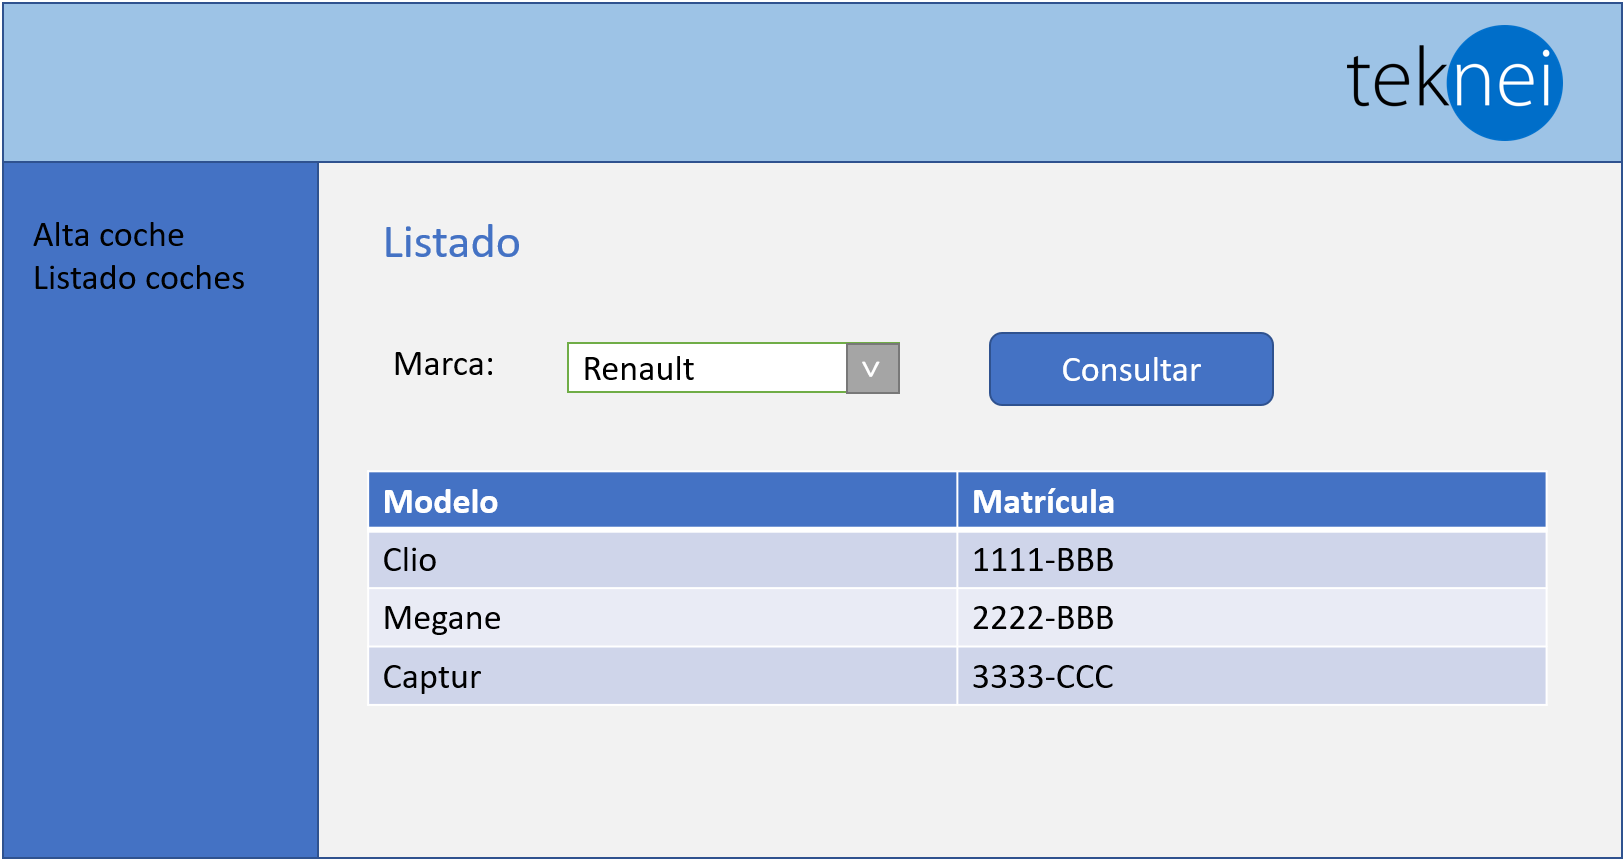 teknei
Alta coche
Listado coches
Listado
Marca:
Renault
V
Consultar
Modelo
Matrícula
Clio
1111-BBB
Megane
2222-BBB
Captur
3333-CCC